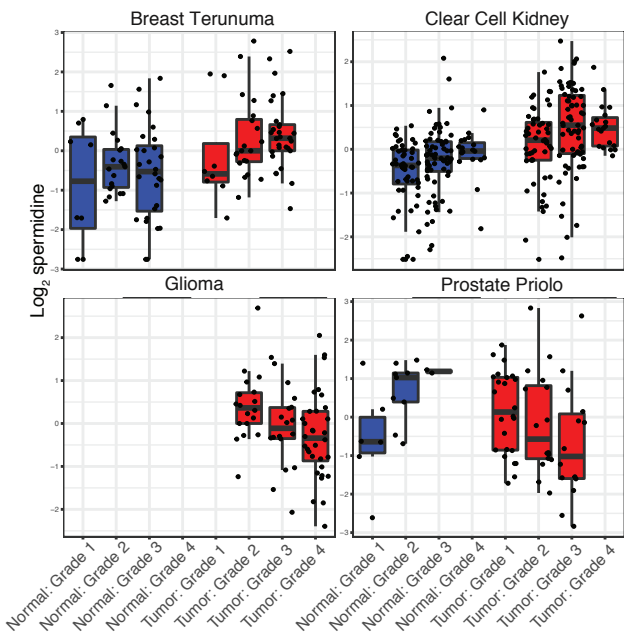 Breast Terunuma
Clear Cell Kidney
3
2
1
0
-1
-2
-3
2
1
0
-1
-2
Log2 spermidine
Glioma
Prostate Priolo
2
1
0
-1
-2
3
2
1
0
-1
-2
-3
Normal: Grade 1
Normal: Grade 2
Normal: Grade 3
Normal: Grade 4
Tumor: Grade 1
Tumor: Grade 2
Tumor: Grade 3
Tumor: Grade 4
Normal: Grade 1
Normal: Grade 2
Normal: Grade 3
Normal: Grade 4
Tumor: Grade 1
Tumor: Grade 2
Tumor: Grade 3
Tumor: Grade 4